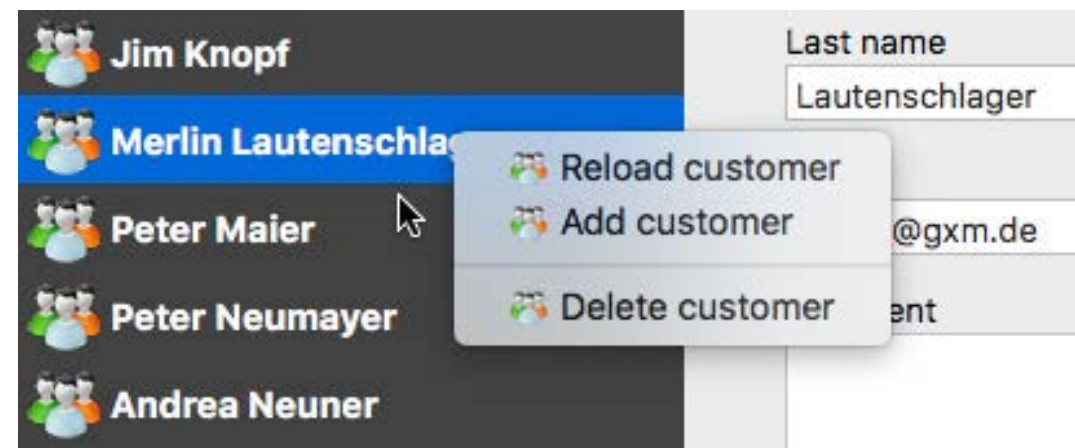 Jim Knopf
Merlin Lautenschla
Peter Maier
Peter Neumayer
Andrea Neuner
Reload customer
Add customer
Delete customer
Last name
Lautenschlager
@gxm.de
ent